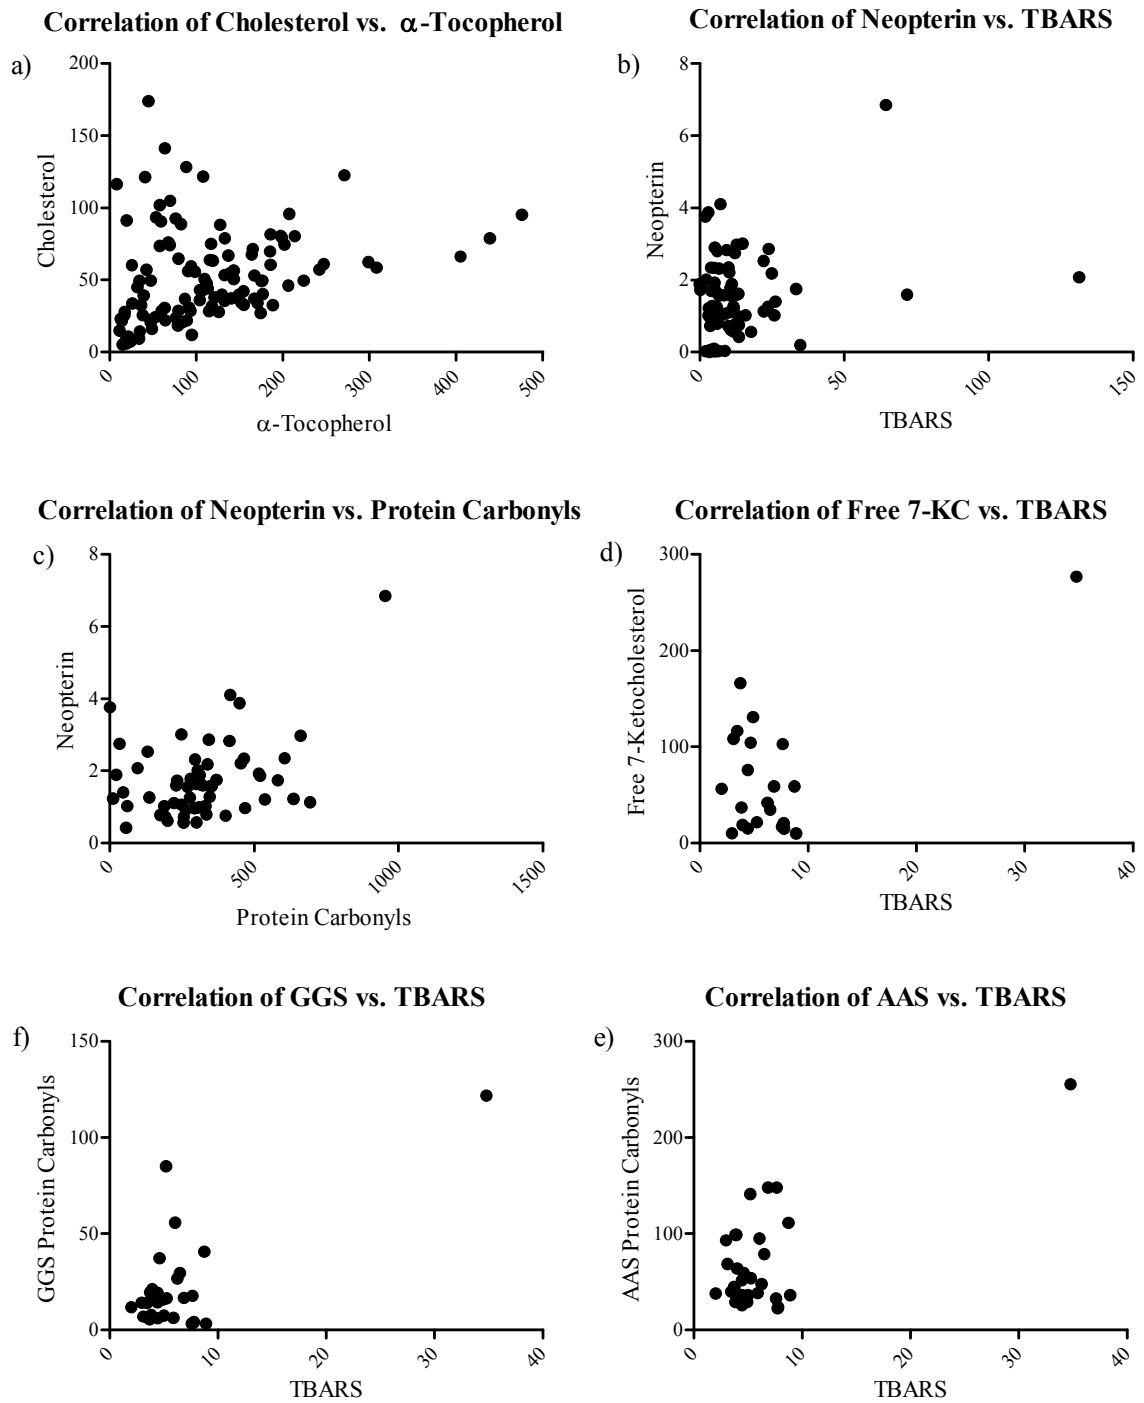 Correlation of Cholesterol vs. α-Tocopherol
a)
200
150
100
50
0
Cholesterol
0 100 200 300 400 500
α-Tocopherol
Correlation of Neopterin vs. TBARS
b)
8
6
4
2
0
Neopterin
0 50 100 150
TBARS
Correlation of Neopterin vs. Protein Carbonyls
c)
8
6
4
2
0
Neopterin
0 500 1000 1500
Protein Carbonyls
Correlation of Free 7-KC vs. TBARS
d)
300
200
100
0
Free 7-Ketocholesterol
0 10 20 30 40
TBARS
Correlation of GGS vs. TBARS
f)
150
100
50
0
GGS Protein Carbonyls
0 10 20 30 40
TBARS
Correlation of AAS vs. TBARS
e)
300
200
100
0
AAS Protein Carbonyls
0 10 20 30 40
TBARS